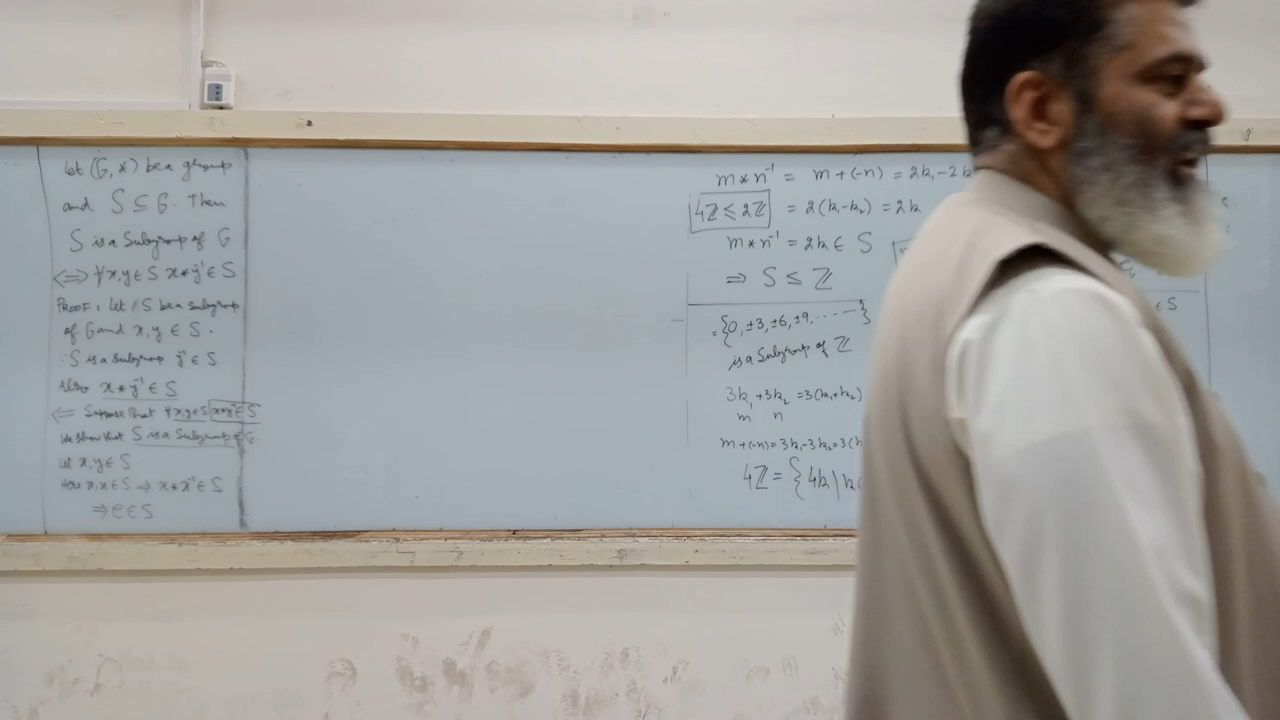 Let (G, *) be a group
and S ⊆ G. Then
S is a Subgroup of G
⟺ ∀ x,y ∈ S x * y⁻¹ ∈ S
Proof: Let S be a subgroup
of G and x, y ∈ S.
∵ S is a Subgroup y⁻¹ ∈ S
Also x * y⁻¹ ∈ S
⟸ Suppose that ∀ x,y ∈ S x*y⁻¹ ∈ S
We show that S is a Subgroup of G
Let x, y ∈ S
Here x, x ∈ S ⇒ x * x⁻¹ ∈ S
⇒ e ∈ S
m * n⁻¹ = m + (-n) = 2k₁ - 2k
4ℤ ≤ 2ℤ = 2(k₁-k₂) = 2k
m * n⁻¹ = 2k ∈ S
⇒ S ≤ ℤ
= {0, ±3, ±6, ±9, ......}
is a Subgroup of ℤ
3k₁ + 3k₂ = 3(k₁+k₂)
m n
m + (-n) = 3k₁ - 3k₂ = 3(k
4ℤ = {4k | k
∈ S